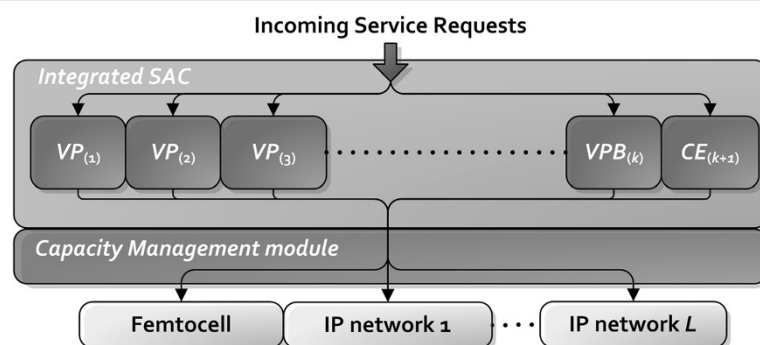 Incoming Service Requests
Integrated SAC
VP(1) VP(2) VP(3) VPB(k) CE(k+1)
Capacity Management module
Femtocell IP network 1 IP network L